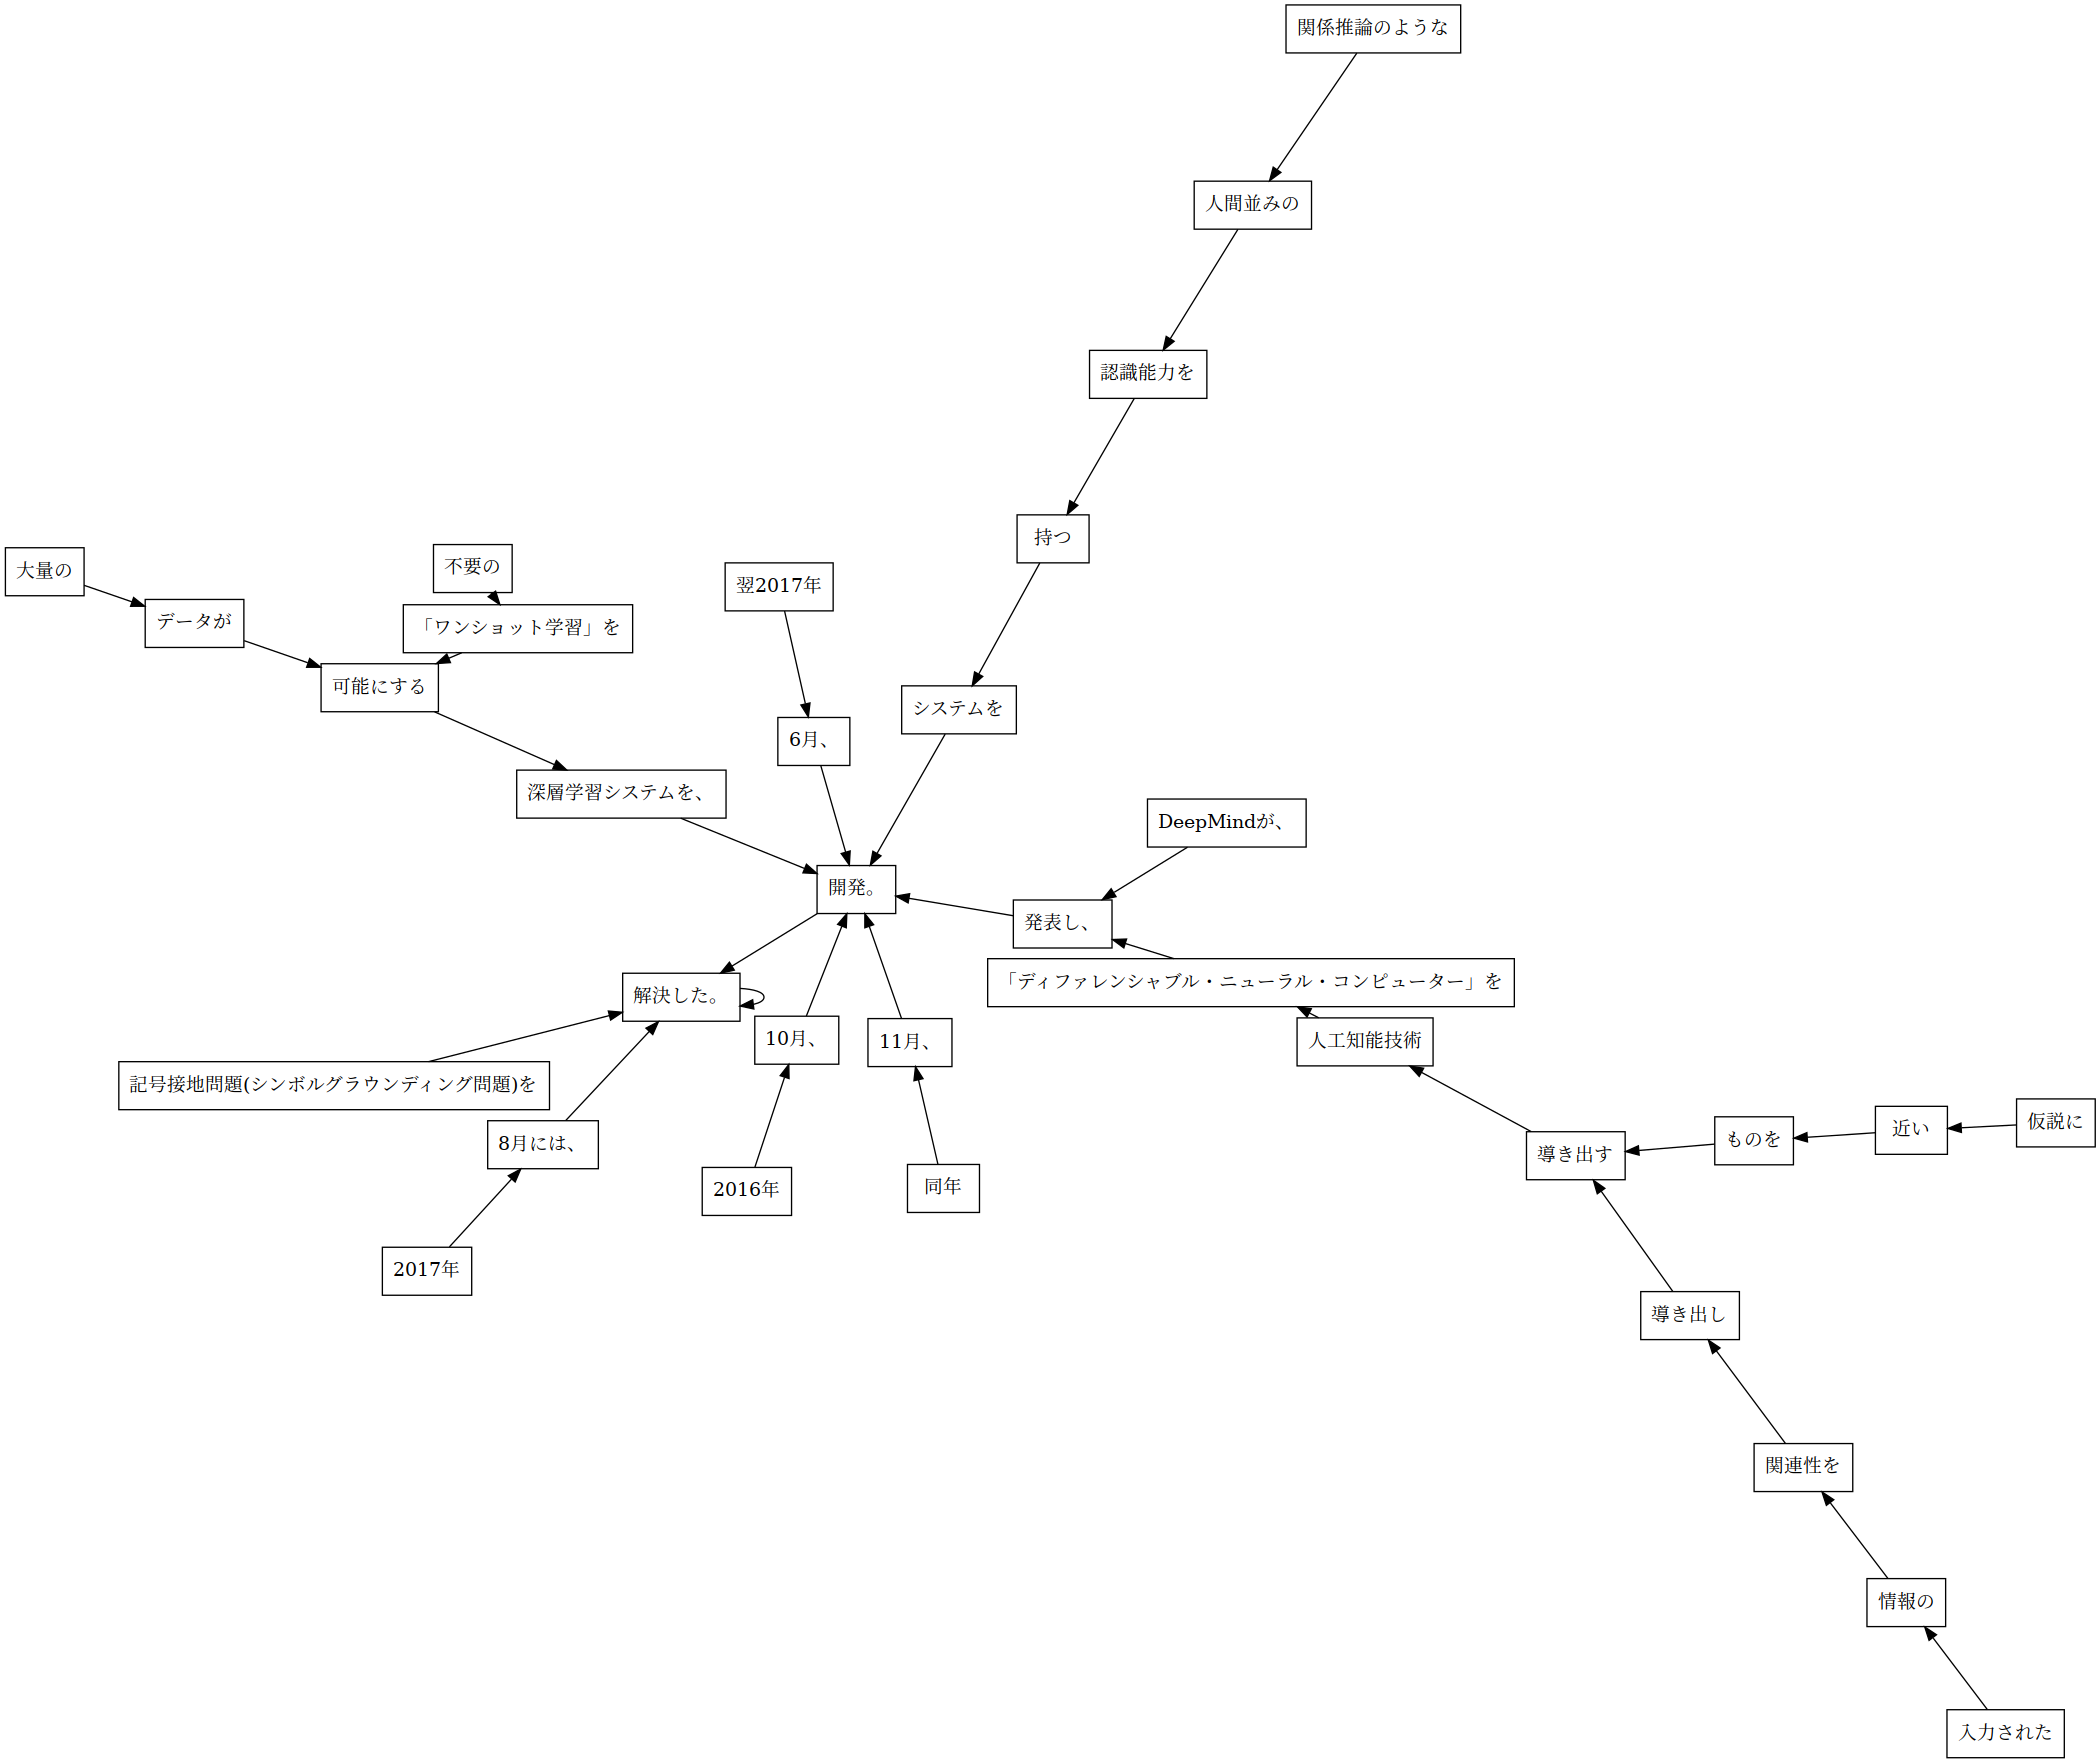 関係推論のような
人間並みの
認識能力を
持つ
大量の
不要の
翌2017年
データが
「ワンショット学習」を
可能にする
システムを
6月、
深層学習システムを、
DeepMindが、
開発。
発表し、
「ディファレンシャブル・ニューラル・コンピューター」を
解決した。
10月、
11月、
人工知能技術
記号接地問題(シンボルグラウンディング問題)を
8月には、
導き出す
ものを
近い
仮説に
2016年
同年
2017年
導き出し
関連性を
情報の
入力された